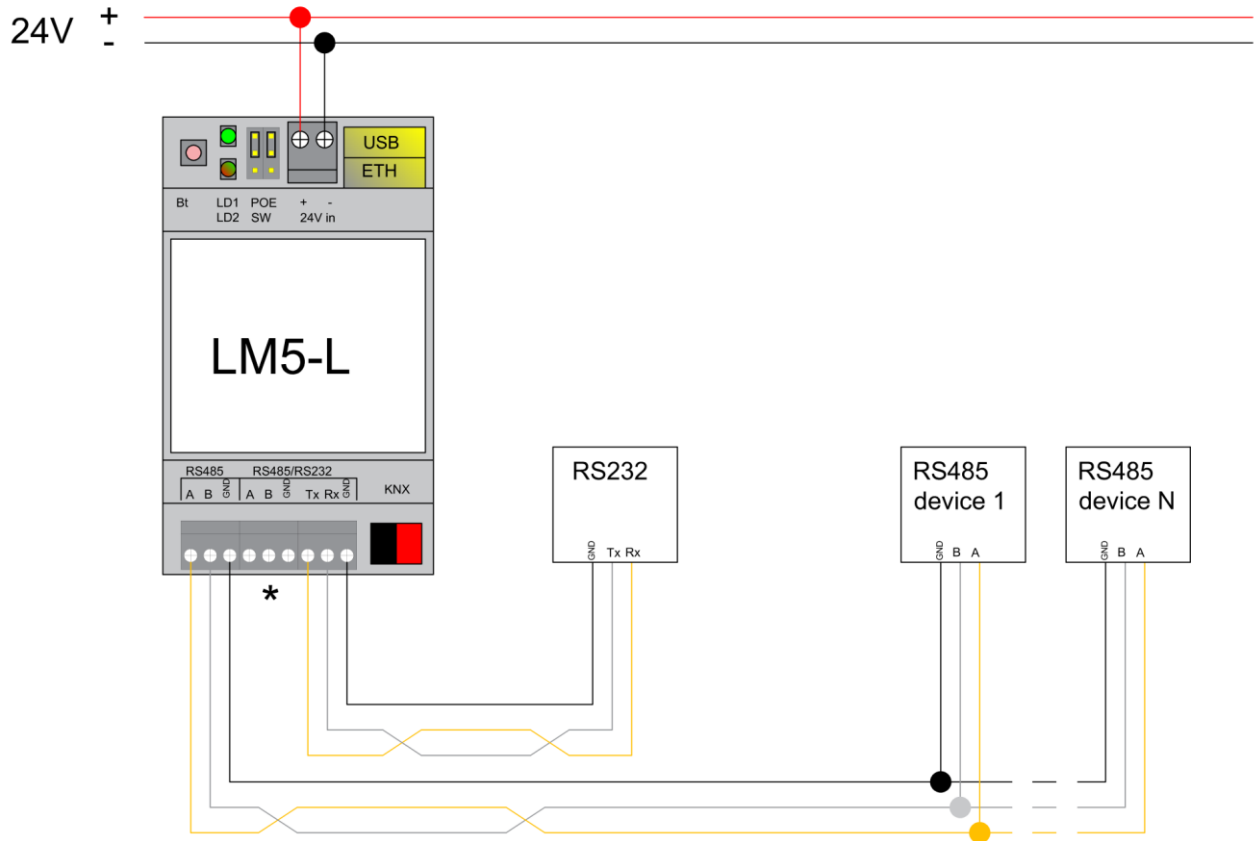 24V + -
USB
ETH
Bt LD1 POE + -
LD2 SW 24V in
LM5-L
RS485 RS485/RS232
A B GND A B GND Tx Rx GND KNX
*
RS232
GND Tx Rx
RS485
device 1
GND B A
RS485
device N
GND B A